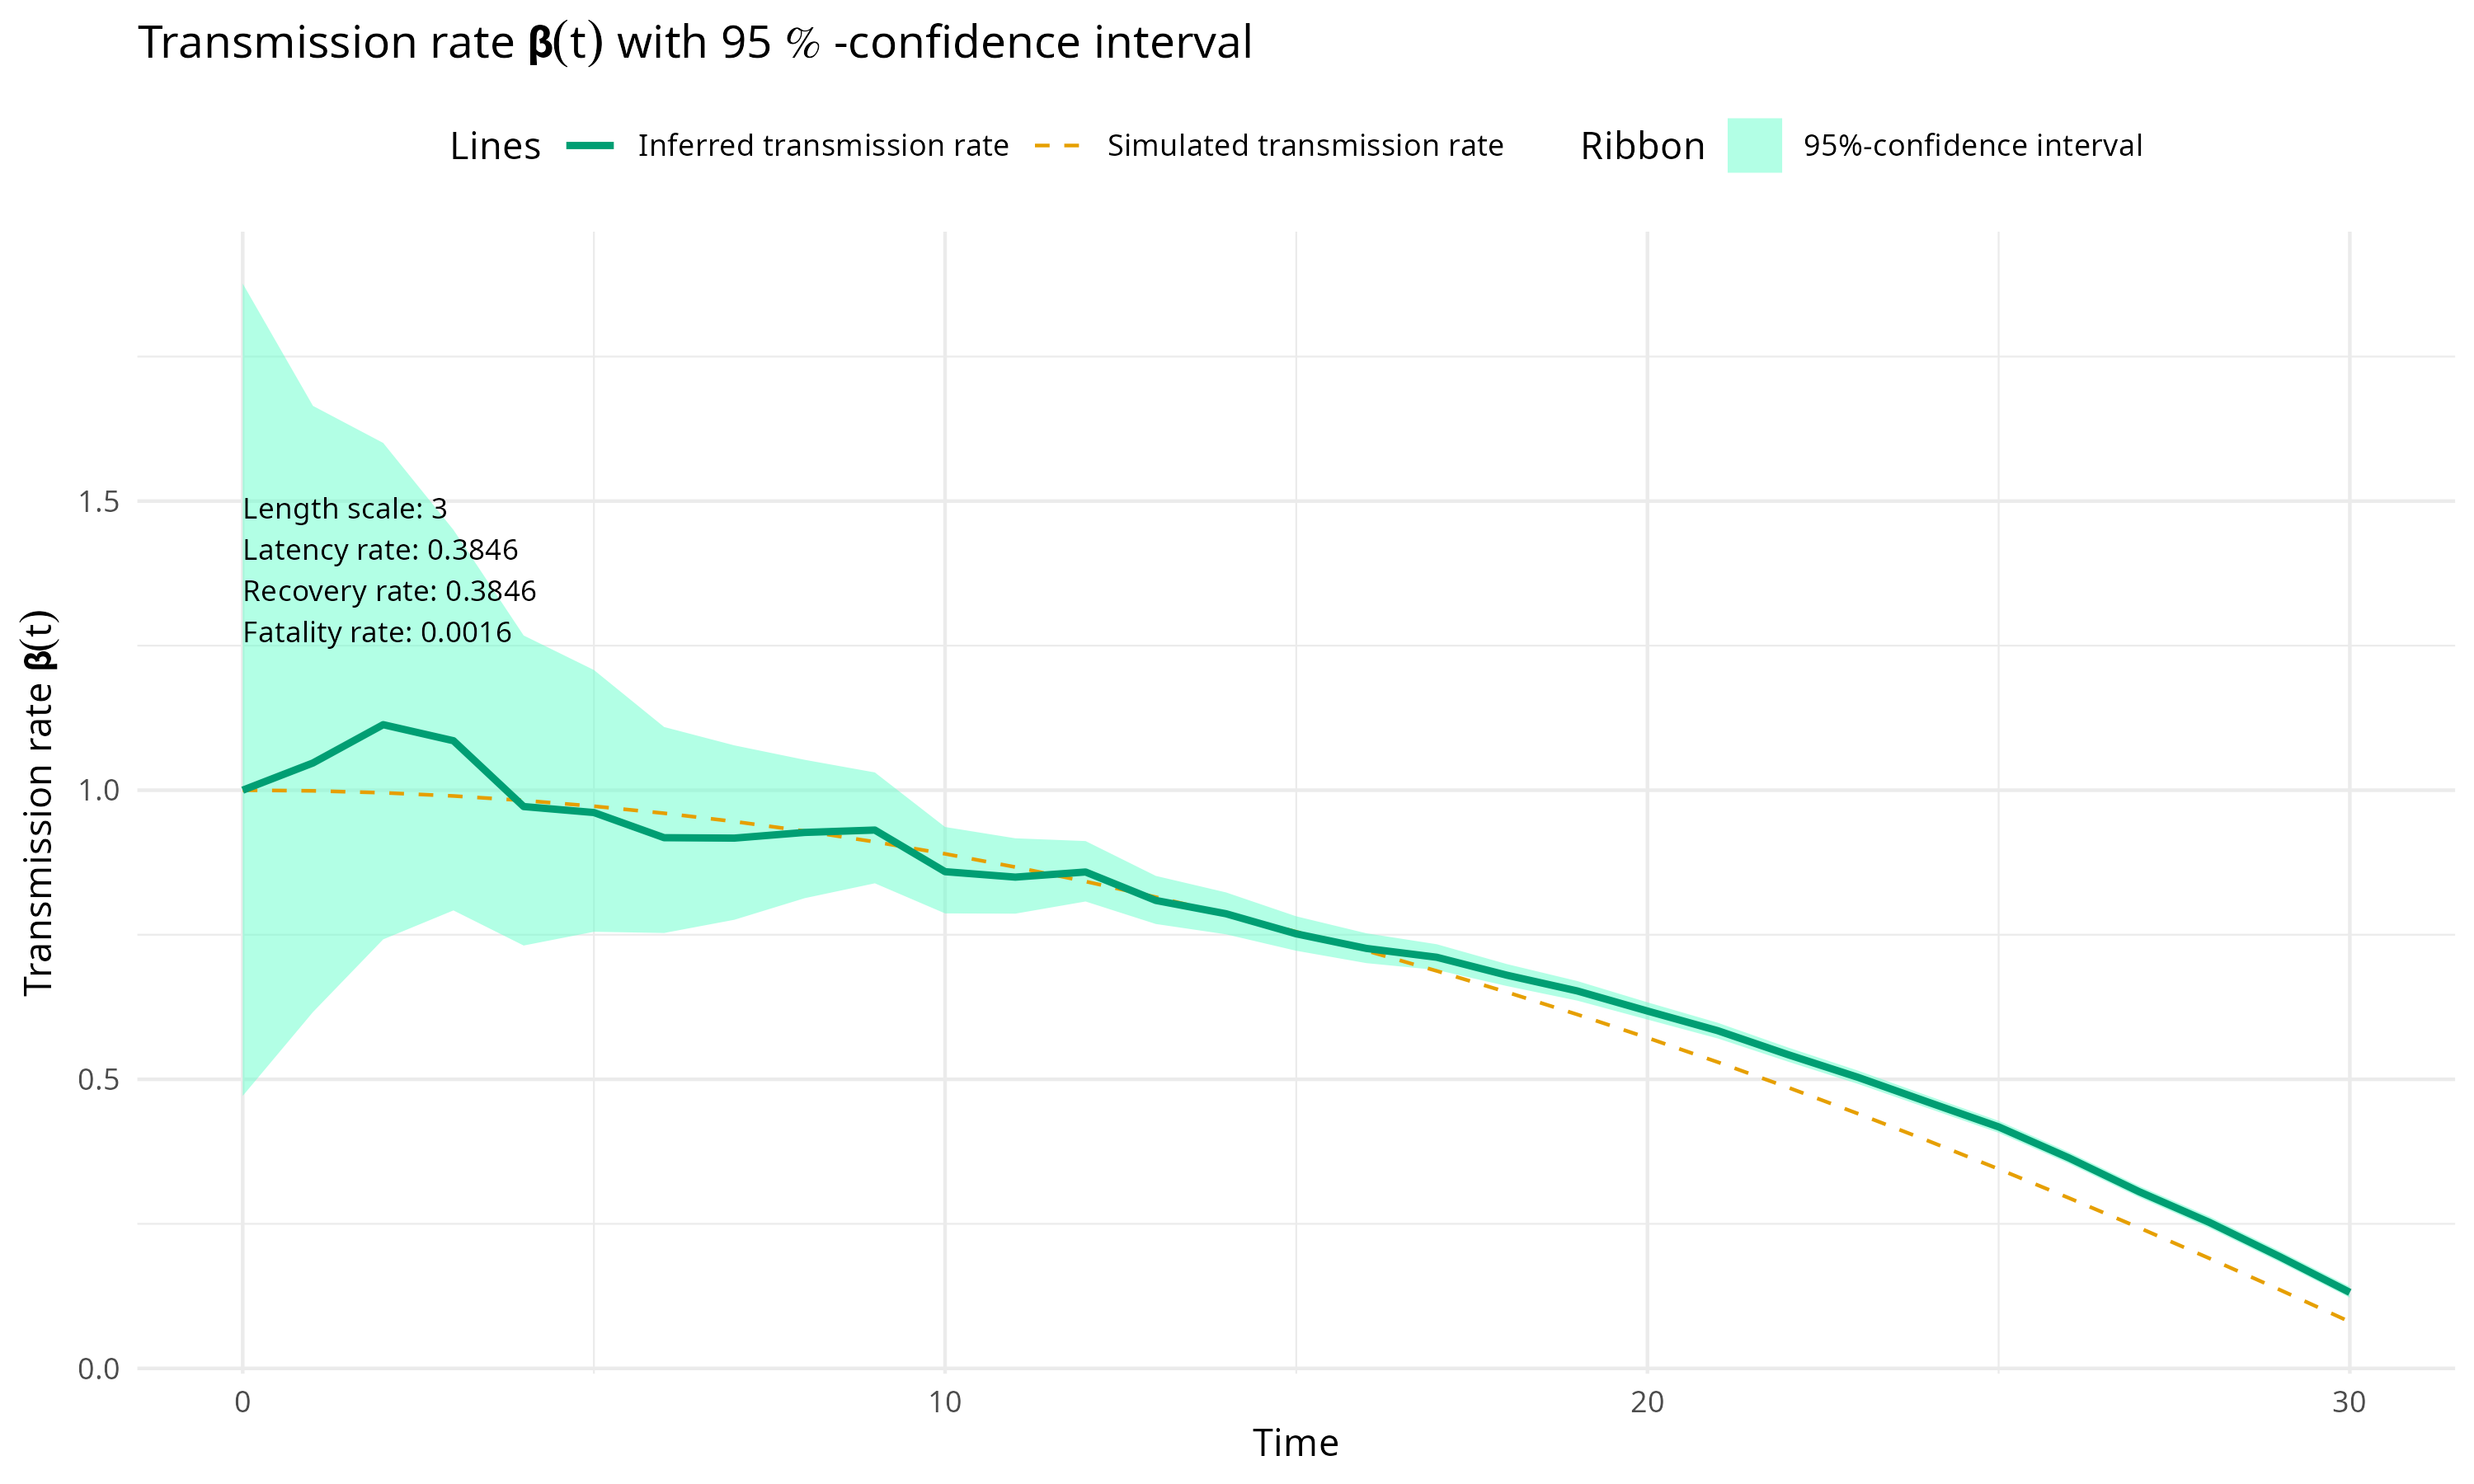 Transmission rate β(t) with 95 % -confidence interval
Lines Inferred transmission rate Simulated transmission rate Ribbon 95%-confidence interval
Transmission rate β(t)
1.5
1.0
0.5
0.0
Length scale: 3
Latency rate: 0.3846
Recovery rate: 0.3846
Fatality rate: 0.0016
0 10 20 30
Time